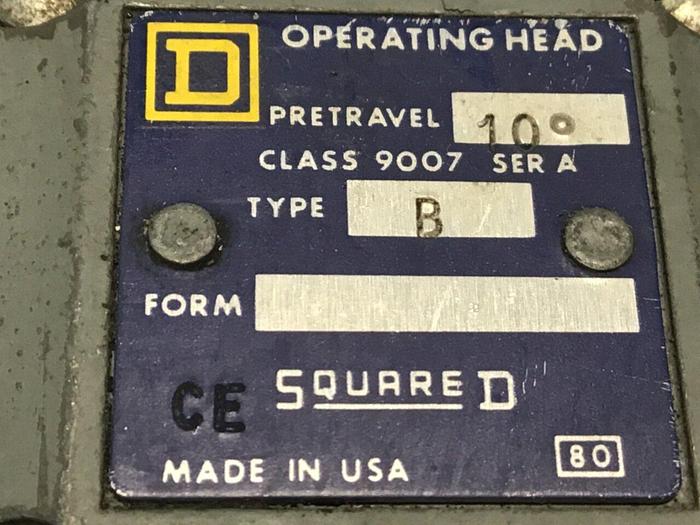 D OPERATING HEAD
PRETRAVEL 10°
CLASS 9007 SER A
TYPE B
FORM
CE SQUARE D
MADE IN USA 80